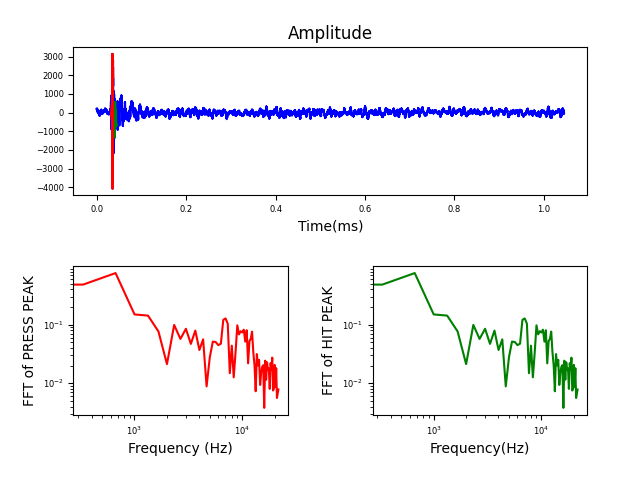 Amplitude
3000
2000
1000
0
−1000
−2000
−3000
−4000
0.0 0.2 0.4 0.6 0.8 1.0
Time(ms)
FFT of PRESS PEAK
10⁻¹
10⁻²
10³ 10⁴
Frequency (Hz)
FFT of HIT PEAK
10⁻¹
10⁻²
10³ 10⁴
Frequency(Hz)